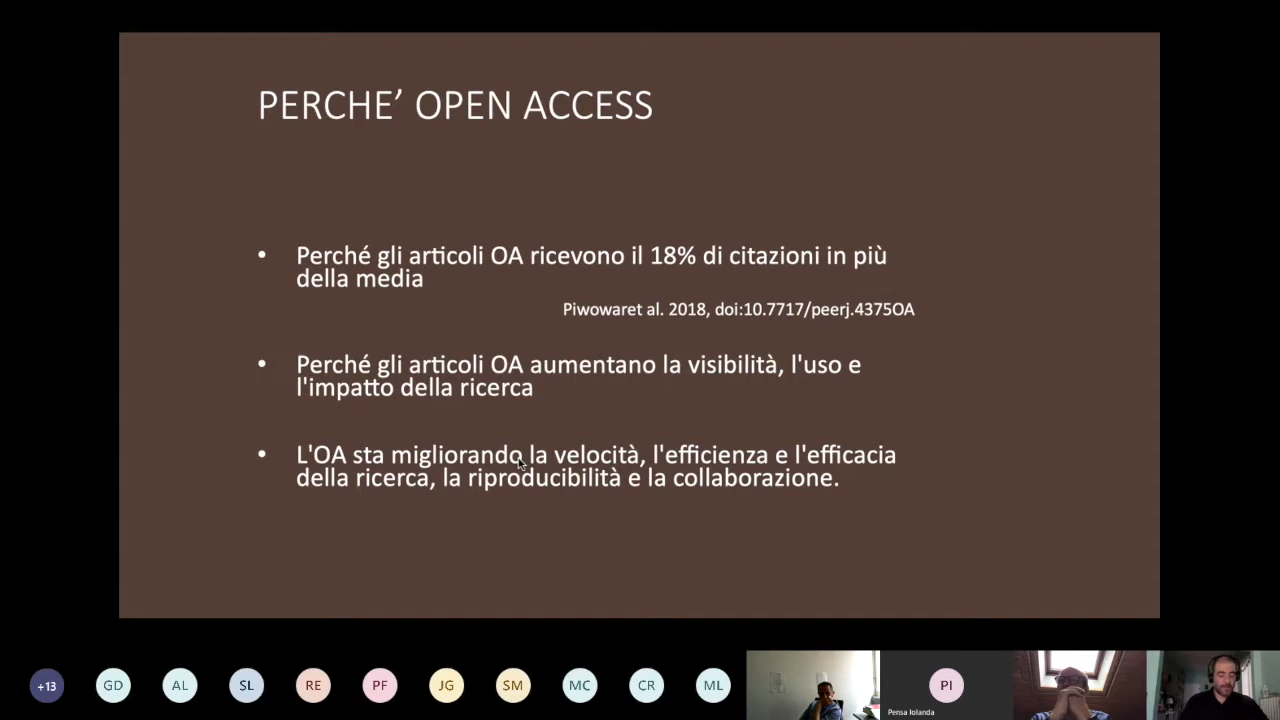 PERCHE’ OPEN ACCESS
• Perché gli articoli OA ricevono il 18% di citazioni in più
della media
Piwowaret al. 2018, doi:10.7717/peerj.4375OA
• Perché gli articoli OA aumentano la visibilità, l'uso e
l'impatto della ricerca
• L'OA sta migliorando la velocità, l'efficienza e l'efficacia
della ricerca, la riproducibilità e la collaborazione.
+13 GD AL SL RE PF JG SM MC CR ML PI
Pensa Iolanda